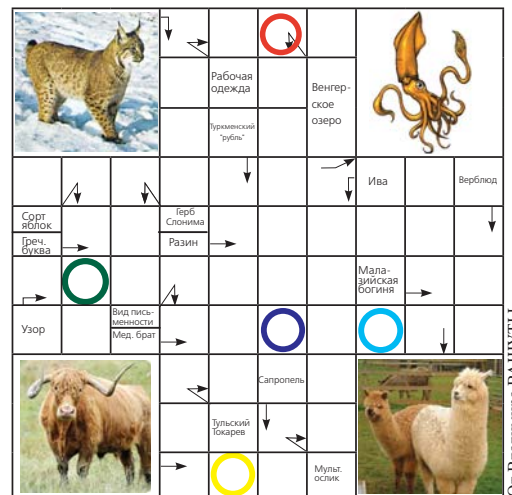 Рабочая
одежда
Венгер-
ское
озеро
Туркменский
"рубль"
Ива
Верблюд
Сорт
яблок
Герб
Слонима
Греч.
буква
Разин
Мала-
зийская
богиня
Узор
Вид пись-
менности
Мед. брат
Сапропель
Тульский
Токарев
Мульт.
ослик